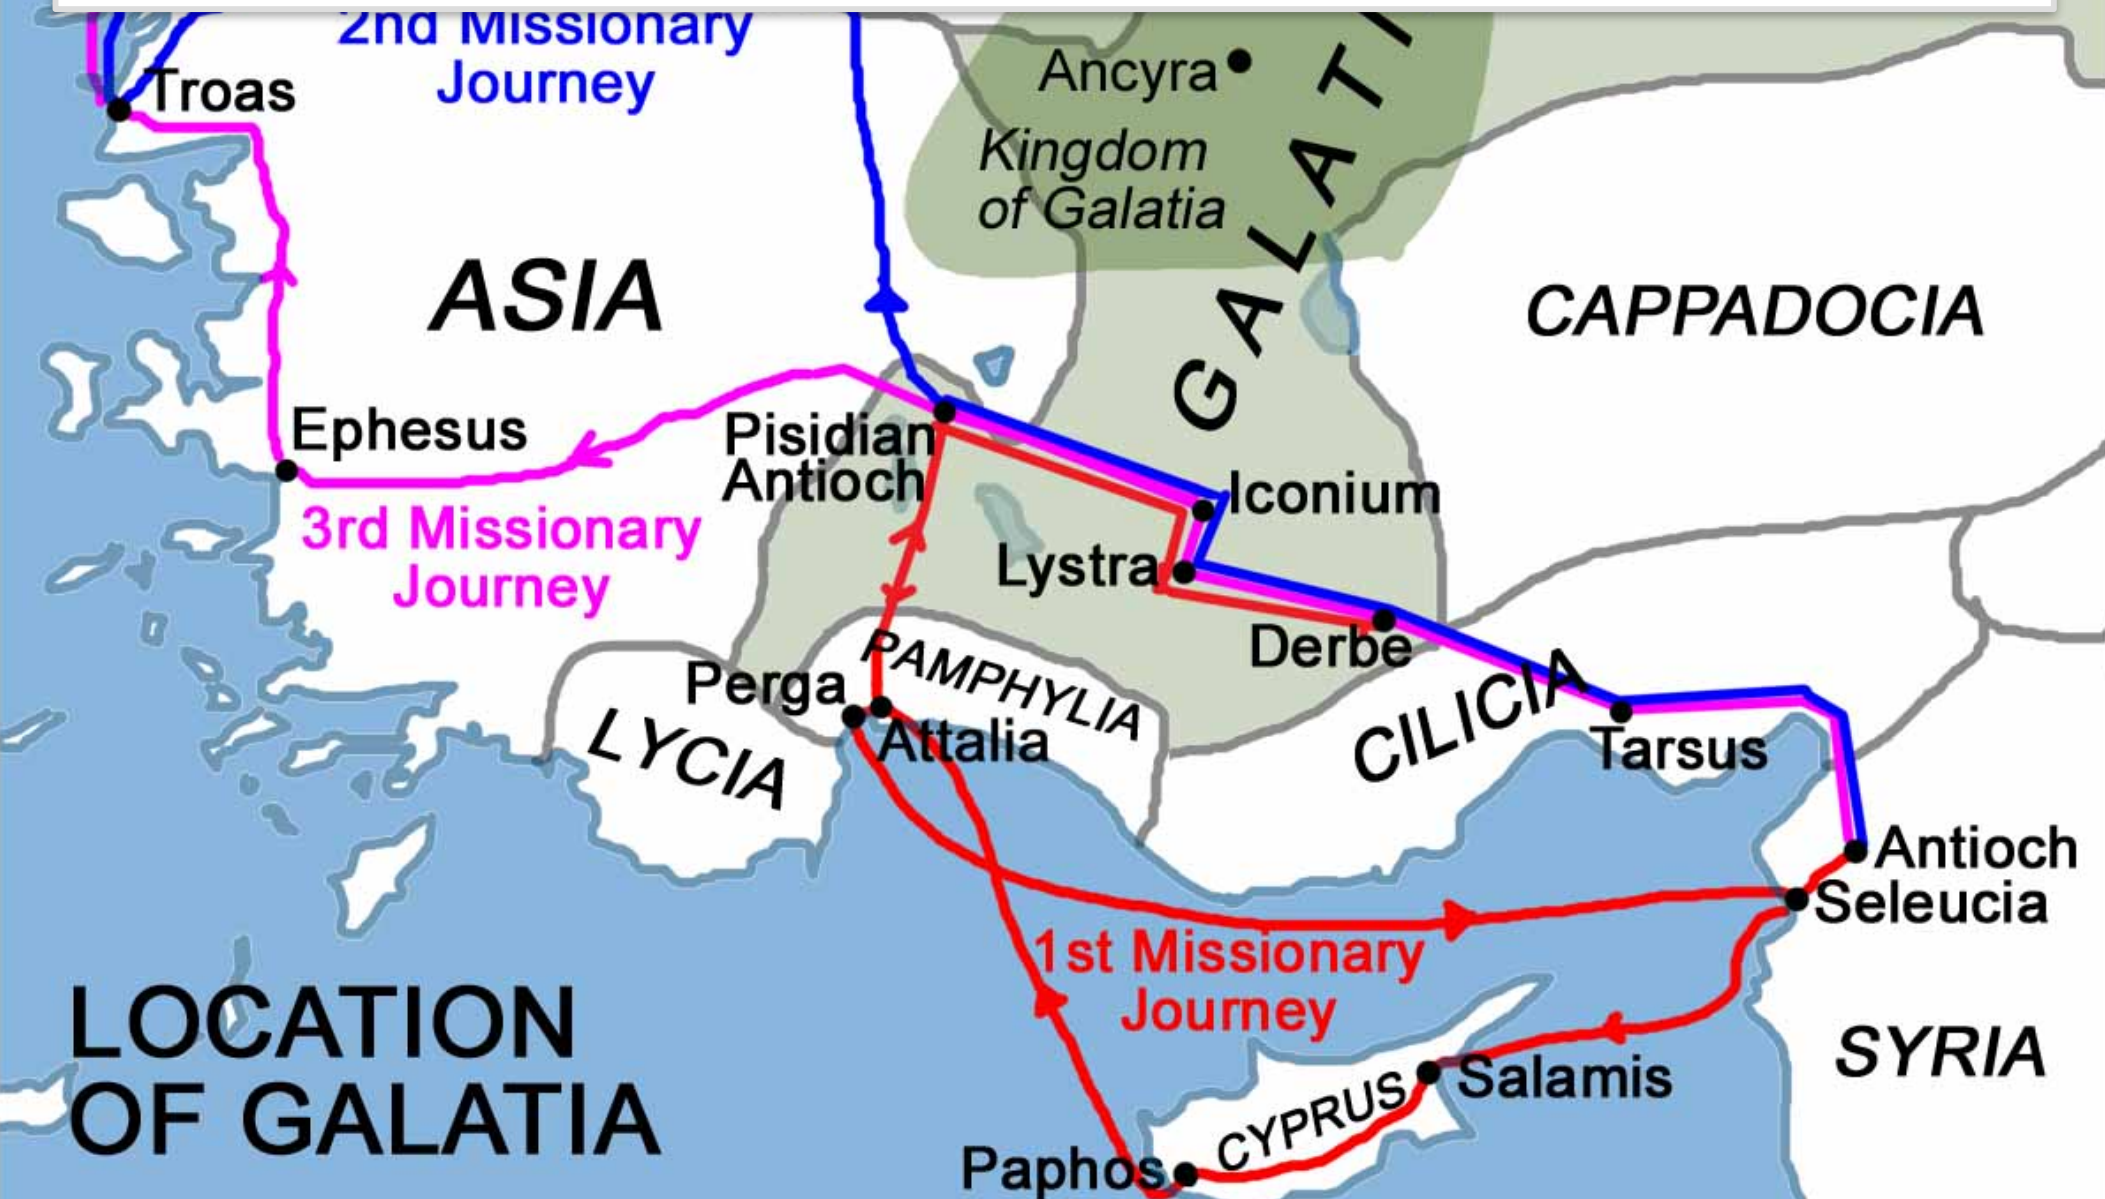 2nd Missionary
Journey
Troas
Ancyra
Kingdom
of Galatia
GALATI
ASIA
CAPPADOCIA
Ephesus
Pisidian
Antioch
Iconium
3rd Missionary
Journey
Lystra
Derbe
PAMPHYLIA
Perga
Attalia
LYCIA
CILICIA
Tarsus
Antioch
Seleucia
1st Missionary
Journey
LOCATION
OF GALATIA
SYRIA
Salamis
CYPRUS
Paphos